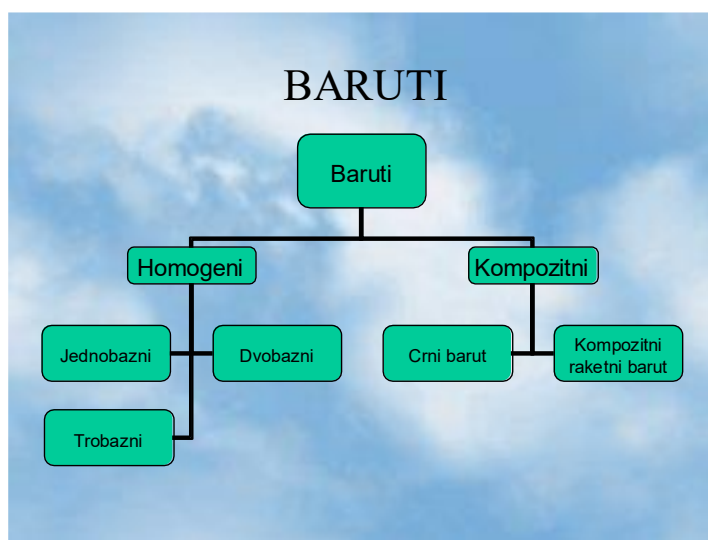 BARUTI
Baruti
Homogeni
Kompozitni
Jednobazni
Dvobazni
Crni barut
Kompozitni
raketni barut
Trobazni